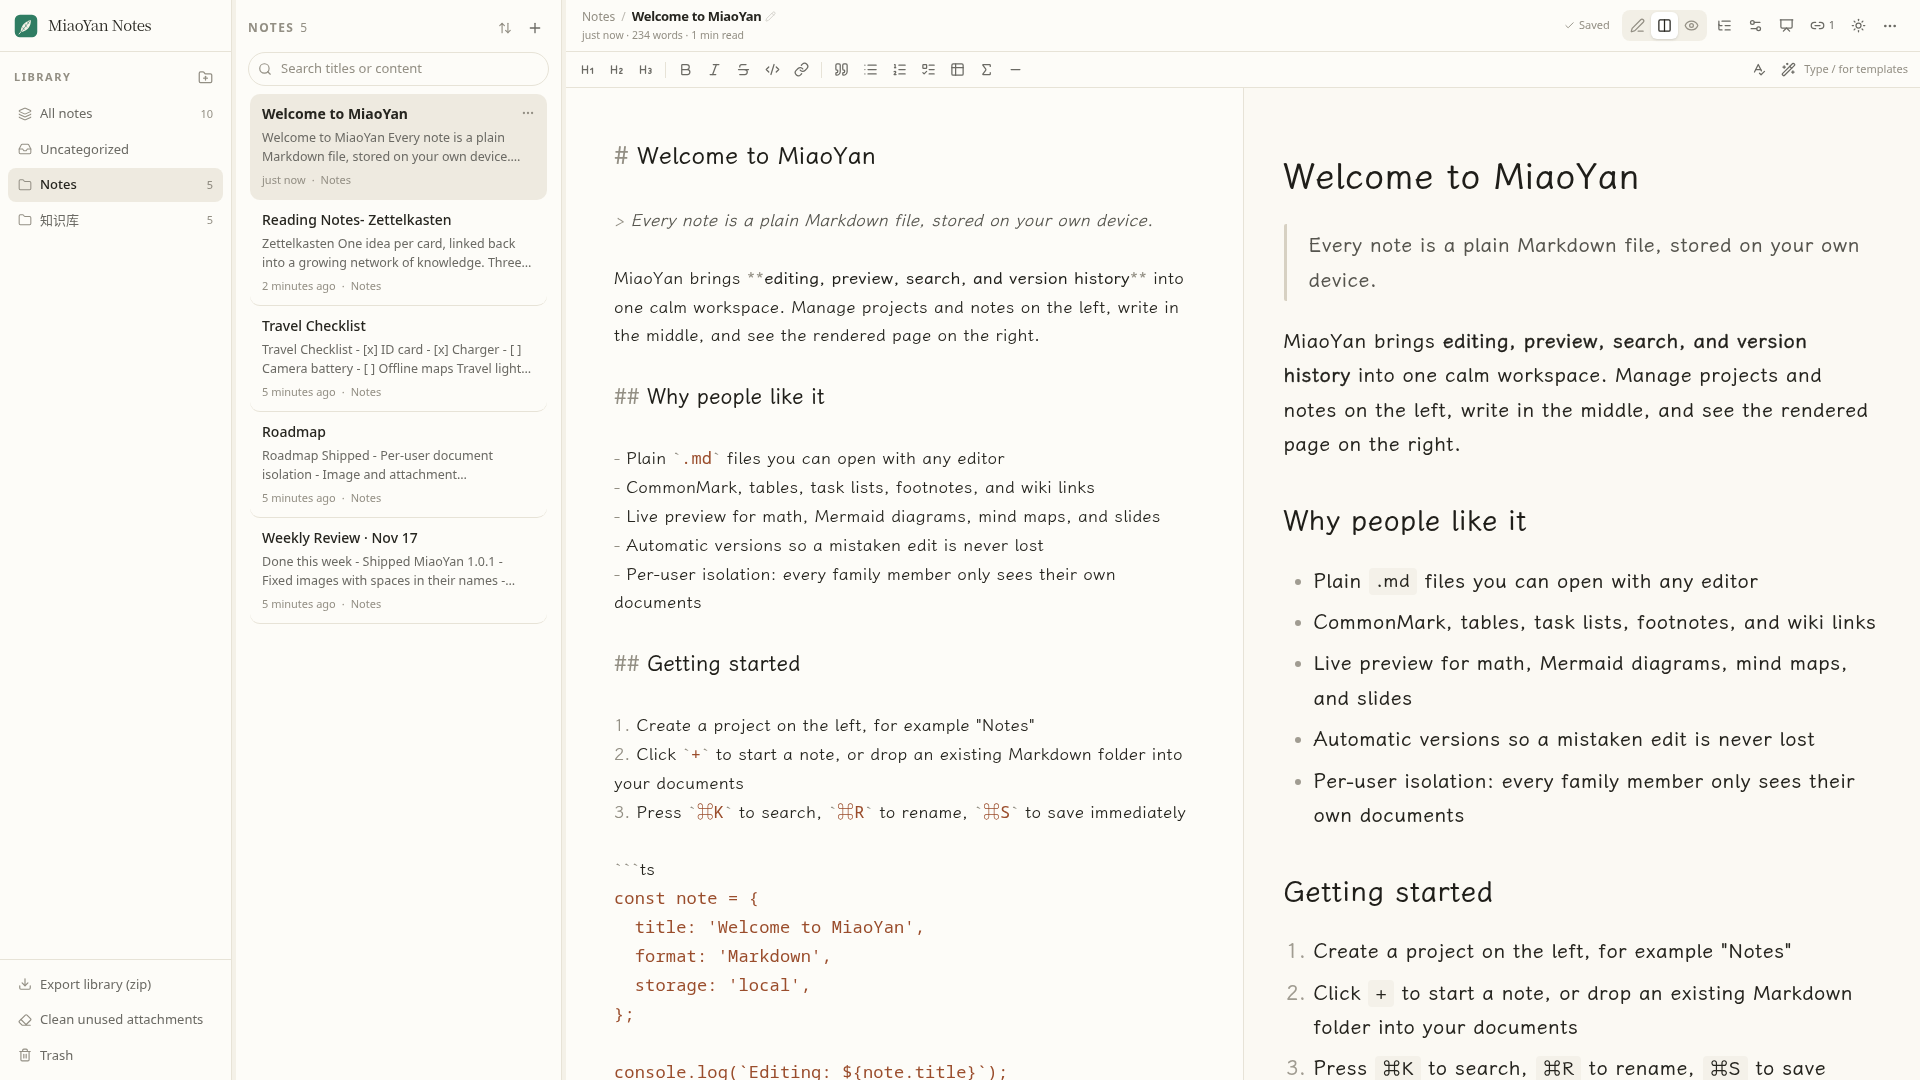 MiaoYan Notes
LIBRARY
All notes 10
Uncategorized
Notes 5
知识库 5
Export library (zip)
Clean unused attachments
Trash
NOTES 5
Search titles or content
Welcome to MiaoYan ···
Welcome to MiaoYan Every note is a plain
Markdown file, stored on your own device....
just now · Notes
Reading Notes- Zettelkasten
Zettelkasten One idea per card, linked back
into a growing network of knowledge. Three...
2 minutes ago · Notes
Travel Checklist
Travel Checklist - [x] ID card - [x] Charger - [ ]
Camera battery - [ ] Offline maps Travel light...
5 minutes ago · Notes
Roadmap
Roadmap Shipped - Per-user document
isolation - Image and attachment...
5 minutes ago · Notes
Weekly Review · Nov 17
Done this week - Shipped MiaoYan 1.0.1 -
Fixed images with spaces in their names -...
5 minutes ago · Notes
Notes / Welcome to MiaoYan
just now · 234 words · 1 min read
Saved
1
H1 H2 H3 B I S
Type / for templates
# Welcome to MiaoYan
> Every note is a plain Markdown file, stored on your own device.
MiaoYan brings **editing, preview, search, and version history** into
one calm workspace. Manage projects and notes on the left, write in
the middle, and see the rendered page on the right.
## Why people like it
- Plain `.md` files you can open with any editor
- CommonMark, tables, task lists, footnotes, and wiki links
- Live preview for math, Mermaid diagrams, mind maps, and slides
- Automatic versions so a mistaken edit is never lost
- Per-user isolation: every family member only sees their own
documents
## Getting started
1. Create a project on the left, for example "Notes"
2. Click `+` to start a note, or drop an existing Markdown folder into
your documents
3. Press `⌘K` to search, `⌘R` to rename, `⌘S` to save immediately
```ts
const note = {
title: 'Welcome to MiaoYan',
format: 'Markdown',
storage: 'local',
};
console.log(`Editing: ${note.title}`);
Welcome to MiaoYan
Every note is a plain Markdown file, stored on your own
device.
MiaoYan brings editing, preview, search, and version
history into one calm workspace. Manage projects and
notes on the left, write in the middle, and see the rendered
page on the right.
Why people like it
• Plain .md files you can open with any editor
• CommonMark, tables, task lists, footnotes, and wiki links
• Live preview for math, Mermaid diagrams, mind maps,
and slides
• Automatic versions so a mistaken edit is never lost
• Per-user isolation: every family member only sees their
own documents
Getting started
1. Create a project on the left, for example "Notes"
2. Click + to start a note, or drop an existing Markdown
folder into your documents
3. Press ⌘K to search, ⌘R to rename, ⌘S to save